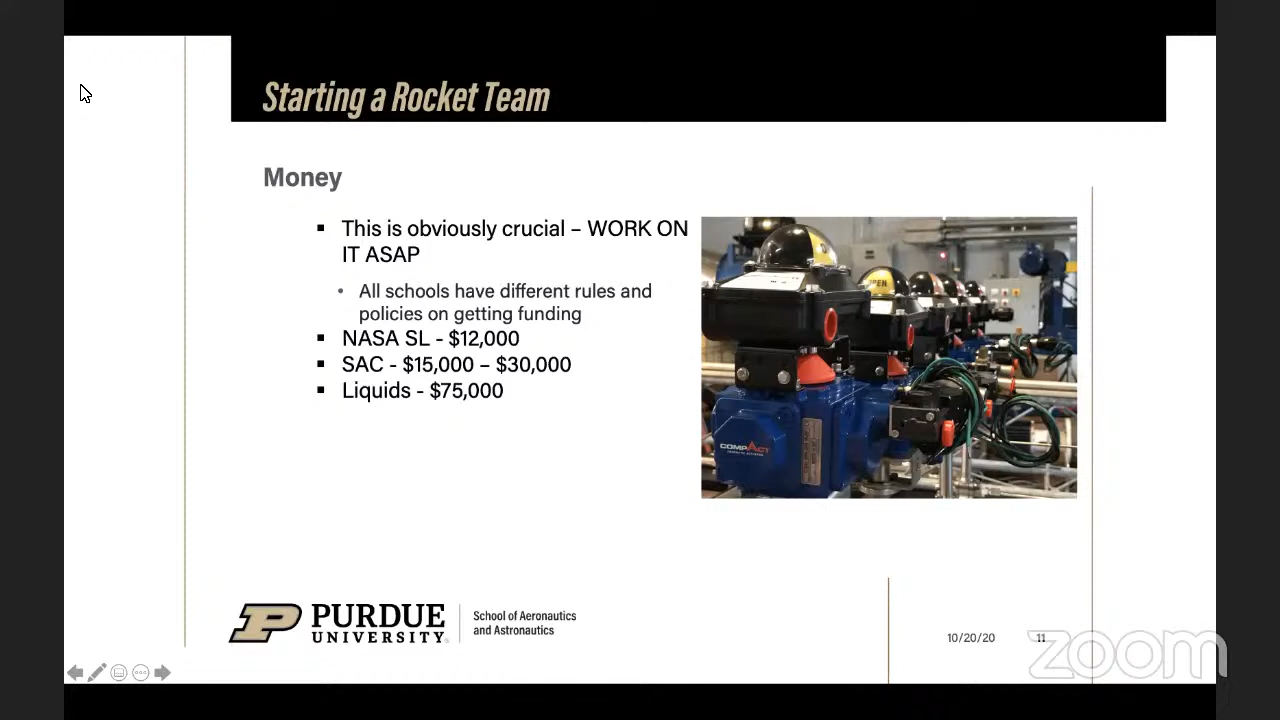 Starting a Rocket Team
Money
▪ This is obviously crucial – WORK ON
IT ASAP
• All schools have different rules and
policies on getting funding
▪ NASA SL - $12,000
▪ SAC - $15,000 – $30,000
▪ Liquids - $75,000
OPEN
COMPACT
P PURDUE
UNIVERSITY
School of Aeronautics
and Astronautics
10/20/20
11
zoom